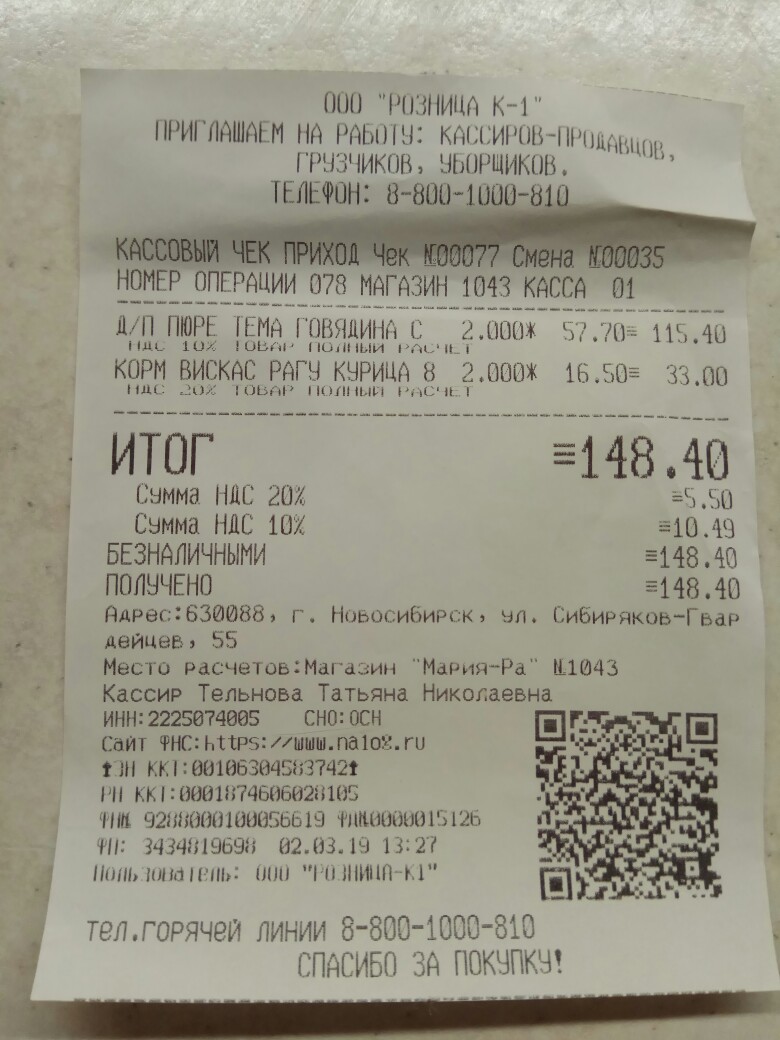 ООО "РОЗНИЦА К-1"
ПРИГЛАШАЕМ НА РАБОТУ: КАССИРОВ-ПРОДАВЦОВ,
ГРУЗЧИКОВ, УБОРЩИКОВ.
ТЕЛЕФОН: 8-800-1000-810
КАССОВЫЙ ЧЕК ПРИХОД Чек №00077 Смена №00035
НОМЕР ОПЕРАЦИИ 078 МАГАЗИН 1043 КАССА 01
Д/П ПЮРЕ ТЕМА ГОВЯДИНА С 2.000* 57.70= 115.40
НДС 10% ТОВАР ПОЛНЫЙ РАСЧЕТ
КОРМ ВИСКАС РАГУ КУРИЦА 8 2.000* 16.50= 33.00
НДС 20% ТОВАР ПОЛНЫЙ РАСЧЕТ
ИТОГ ≡148.40
Сумма НДС 20% ≡5.50
Сумма НДС 10% ≡10.49
БЕЗНАЛИЧНЫМИ ≡148.40
ПОЛУЧЕНО ≡148.40
Адрес:630088, г. Новосибирск, ул. Сибиряков-Гвар
дейцев, 55
Место расчетов:Магазин "Мария-Ра" №1043
Кассир Тельнова Татьяна Николаевна
ИНН:2225074005 СНО:ОСН
Сайт ФНС:https://www.nalog.ru
ЗН ККТ:00106304583742
РН ККТ:0001874606028105
ФН№ 9288000100056619 ФД№0000015126
ФП: 3434819698 02.03.19 13:27
Пользователь: ООО "РОЗНИЦА-К1"
тел.горячей линии 8-800-1000-810
СПАСИБО ЗА ПОКУПКУ!